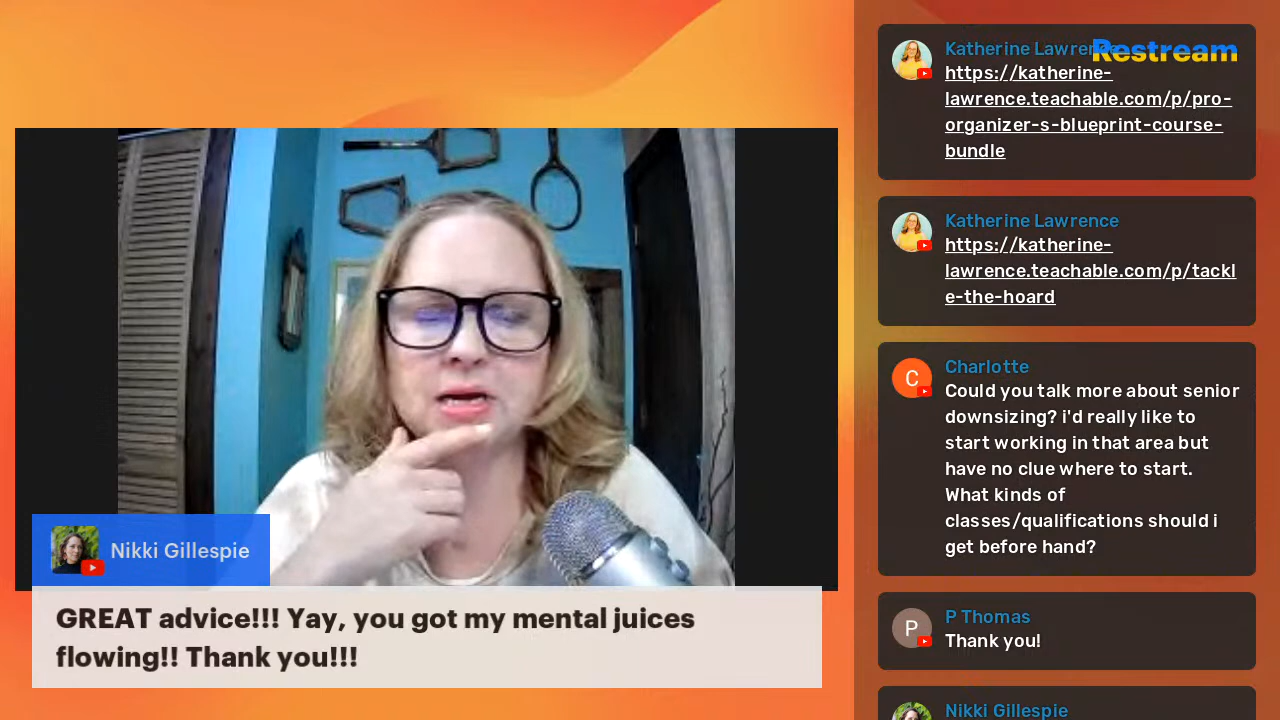 Nikki Gillespie
GREAT advice!!! Yay, you got my mental juices
flowing!! Thank you!!!
Restream
Katherine Lawrence
https://katherine-
lawrence.teachable.com/p/pro-
organizer-s-blueprint-course-
bundle
Katherine Lawrence
https://katherine-
lawrence.teachable.com/p/tackl
e-the-hoard
C
Charlotte
Could you talk more about senior
downsizing? i'd really like to
start working in that area but
have no clue where to start.
What kinds of
classes/qualifications should i
get before hand?
P
P Thomas
Thank you!
Nikki Gillespie